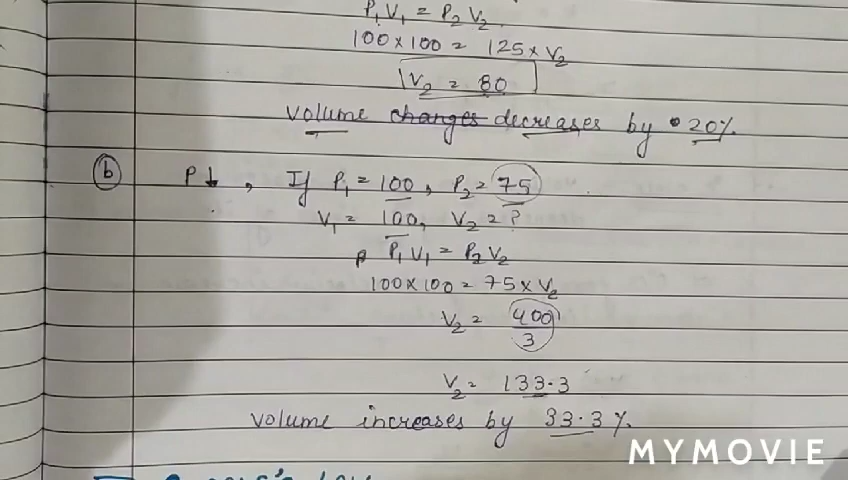 P₁V₁ = P₂V₂
100×100 = 125×V₂
V₂ = 80
Volume changes decreases by 20%.
(b) P↓, If P₁ = 100, P₂ = 75
V₁ = 100, V₂ = ?
P₁V₁ = P₂V₂
100×100 = 75×V₂
V₂ = 400/3
V₂ = 133.3
Volume increases by 33.3%.
MYMOVIE